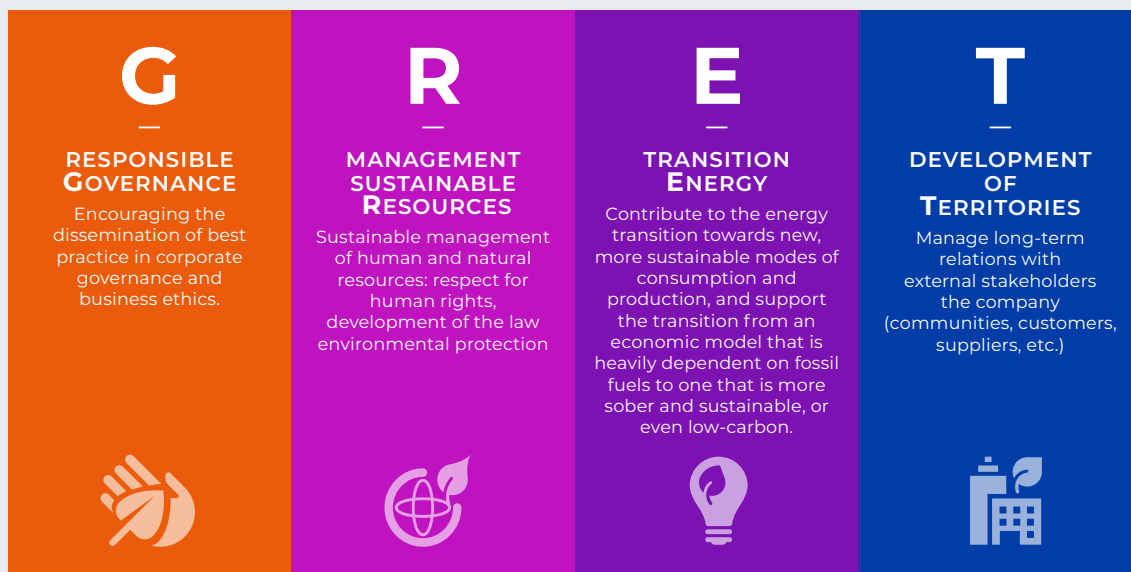 G
RESPONSIBLE
GOVERNANCE
Encouraging the
dissemination of best
practice in corporate
governance and
business ethics.
R
MANAGEMENT
SUSTAINABLE
RESOURCES
Sustainable management
of human and natural
resources: respect for
human rights,
development of the law
environmental protection
E
TRANSITION
ENERGY
Contribute to the energy
transition towards new,
more sustainable modes of
consumption and
production, and support
the transition from an
economic model that is
heavily dependent on fossil
fuels to one that is more
sober and sustainable, or
even low-carbon.
T
DEVELOPMENT
OF
TERRITORIES
Manage long-term
relations with
external stakeholders
the company
(communities, customers,
suppliers, etc.)